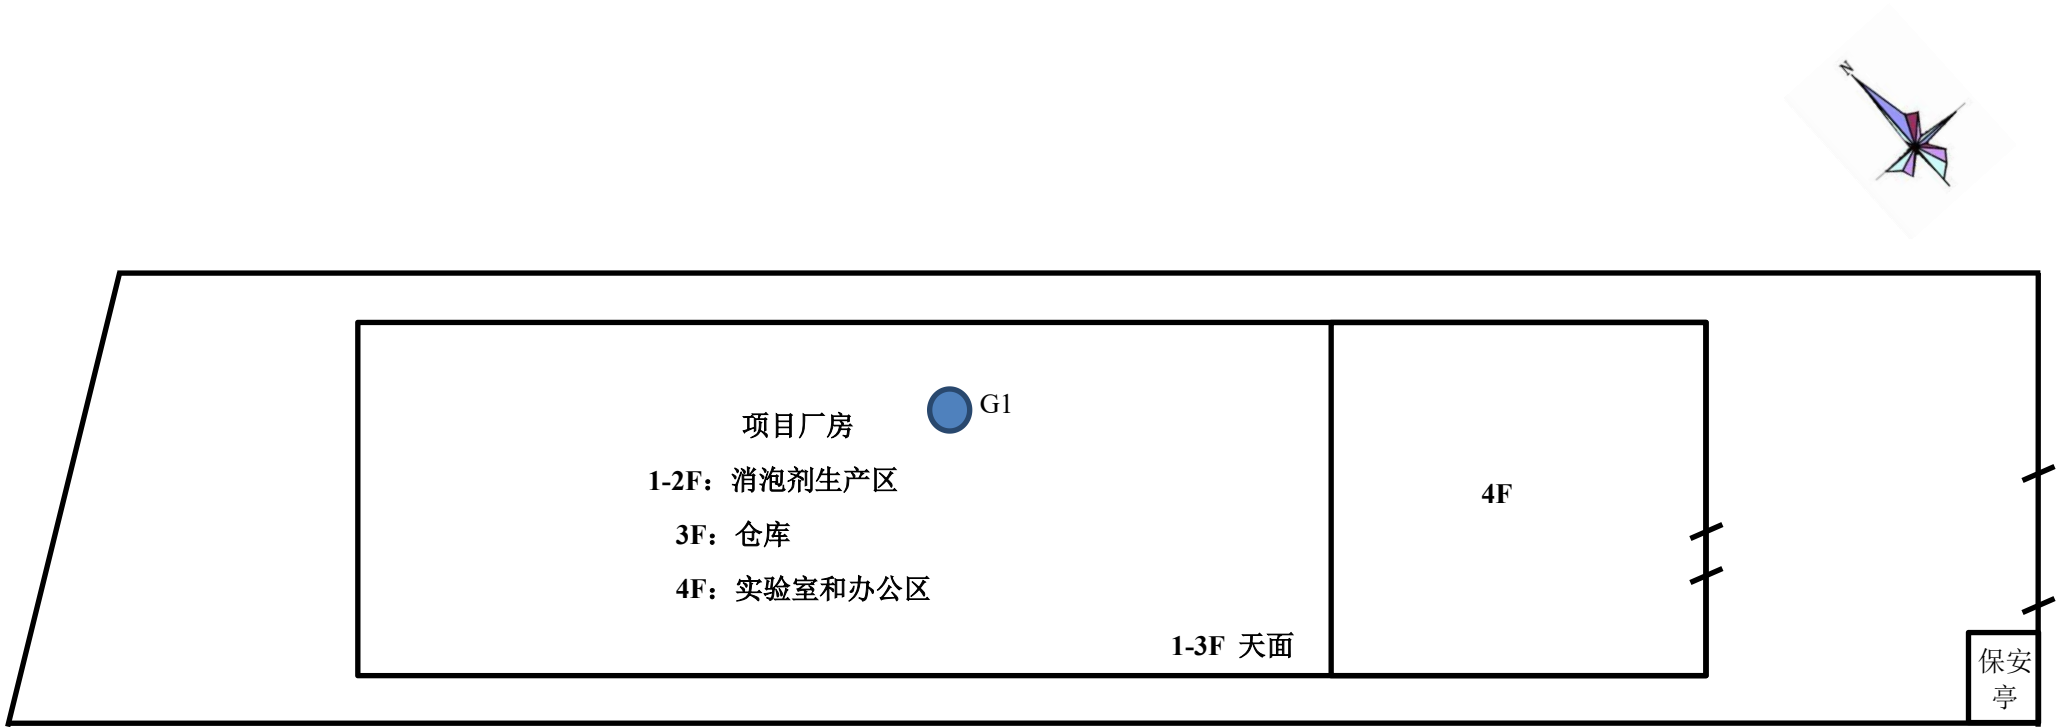 N
G1
项目厂房
1-2F：消泡剂生产区
4F
3F：仓库
4F：实验室和办公区
1-3F 天面
保安
亭